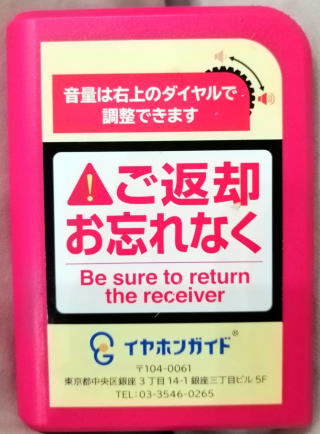 音量は右上のダイヤルで
調整できます
ご返却
お忘れなく
Be sure to return
the receiver
イヤホンガイド®
〒104-0061
東京都中央区銀座3丁目14-1銀座三丁目ビル5F
TEL:03-3546-0265